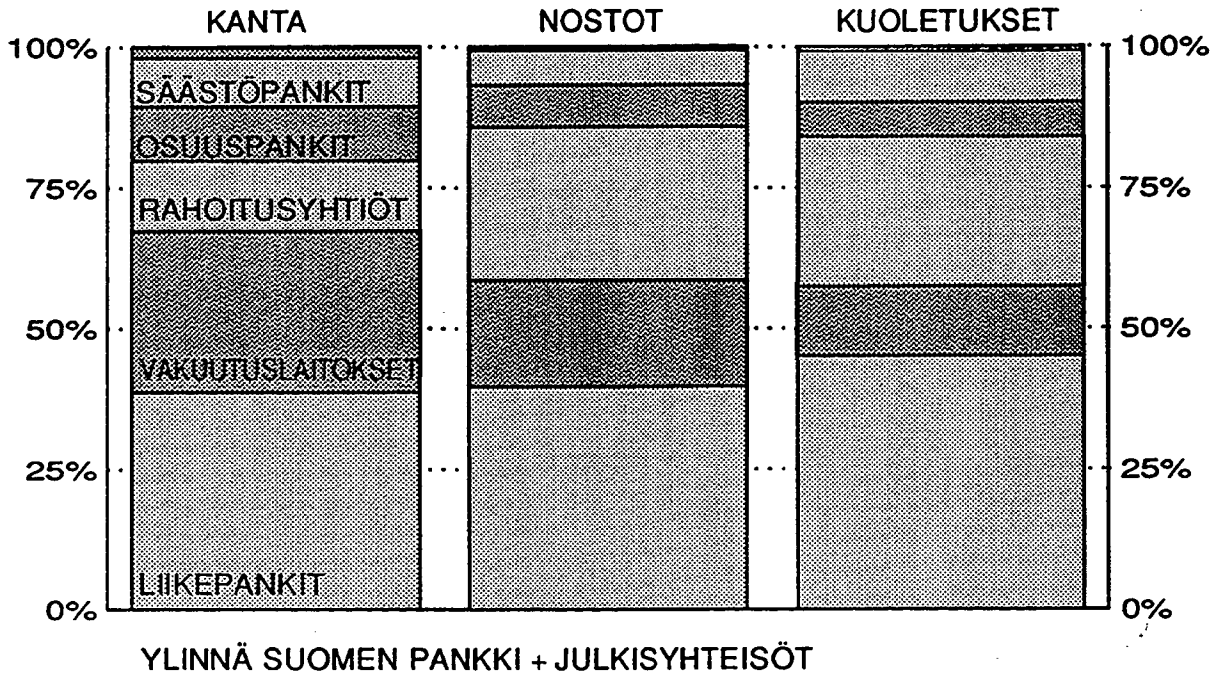 KANTA NOSTOT KUOLETUKSET
100% 100%
SÄÄSTÖPANKIT
OSUUSPANKIT
75% 75%
RAHOITUSYHTIÖT
50% 50%
VAKUUTUSLAITOKSET
25% 25%
LIIKEPANKIT
0% 0%
YLINNÄ SUOMEN PANKKI + JULKISYHTEISÖT